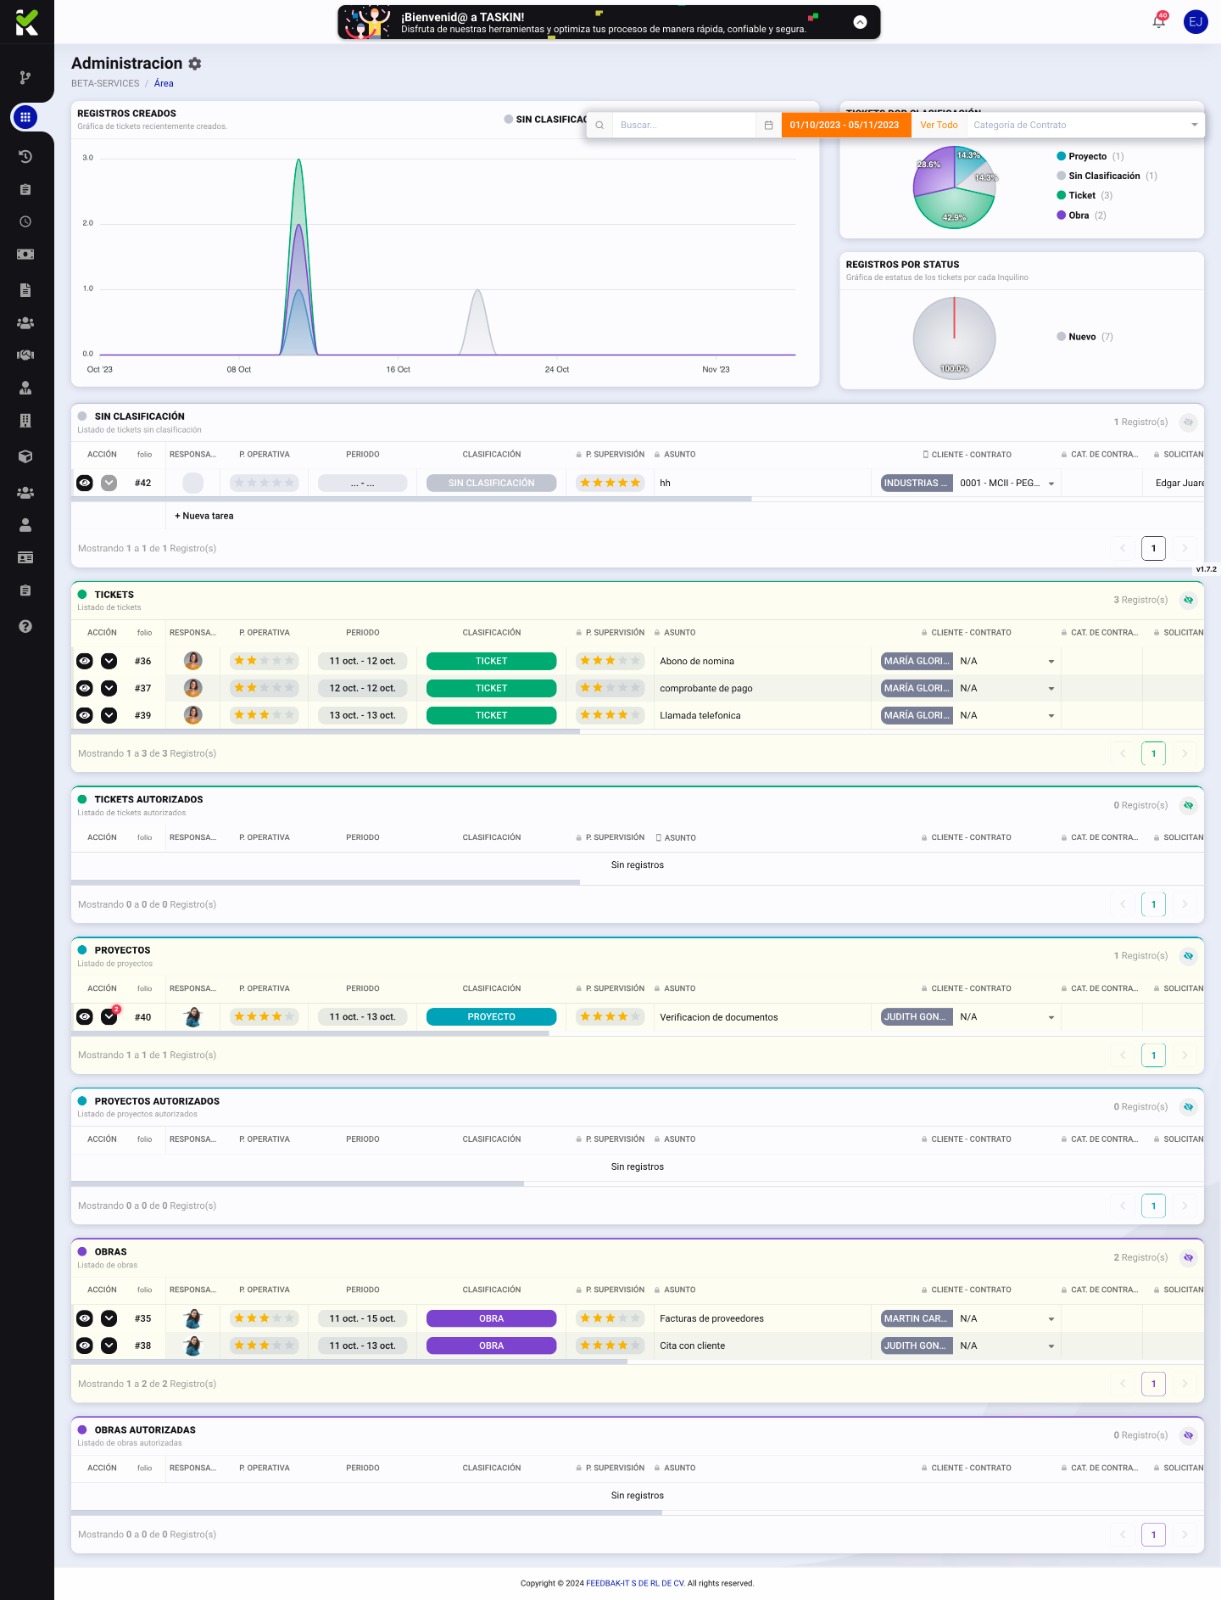 ¡Bienvenid@ a TASKIN!
Disfruta de nuestras herramientas y optimiza tus procesos de manera rápida, confiable y segura.
40
EJ
Administracion
BETA-SERVICES / Área
REGISTROS CREADOS
Gráfica de tickets recientemente creados.
SIN CLASIFICAC
Buscar...
01/10/2023 - 05/11/2023
Ver Todo
Categoría de Contrato
3.0
2.0
1.0
0.0
Oct '23
08 Oct
16 Oct
24 Oct
Nov '23
28.6%
14.3%
14.3%
42.9%
Proyecto (1)
Sin Clasificación (1)
Ticket (3)
Obra (2)
REGISTROS POR STATUS
Gráfica de estatus de los tickets por cada Inquilino
100.0%
Nuevo (7)
SIN CLASIFICACIÓN
Listado de tickets sin clasificación
1 Registro(s)
ACCIÓN folio RESPONSA... P. OPERATIVA PERIODO CLASIFICACIÓN P. SUPERVISIÓN ASUNTO CLIENTE - CONTRATO CAT. DE CONTRA... SOLICITAN
#42 ... - ... SIN CLASIFICACIÓN hh INDUSTRIAS ... 0001 - MCII - PEG... Edgar Juare
+ Nueva tarea
Mostrando 1 a 1 de 1 Registro(s)
1
v1.7.2
TICKETS
Listado de tickets
3 Registro(s)
ACCIÓN folio RESPONSA... P. OPERATIVA PERIODO CLASIFICACIÓN P. SUPERVISIÓN ASUNTO CLIENTE - CONTRATO CAT. DE CONTRA... SOLICITAN
#36 11 oct. - 12 oct. TICKET Abono de nomina MARÍA GLORI... N/A
#37 12 oct. - 12 oct. TICKET comprobante de pago MARÍA GLORI... N/A
#39 13 oct. - 13 oct. TICKET Llamada telefonica MARÍA GLORI... N/A
Mostrando 1 a 3 de 3 Registro(s)
1
TICKETS AUTORIZADOS
Listado de tickets autorizados
0 Registro(s)
ACCIÓN folio RESPONSA... P. OPERATIVA PERIODO CLASIFICACIÓN P. SUPERVISIÓN ASUNTO CLIENTE - CONTRATO CAT. DE CONTRA... SOLICITAN
Sin registros
Mostrando 0 a 0 de 0 Registro(s)
1
PROYECTOS
Listado de proyectos
1 Registro(s)
ACCIÓN folio RESPONSA... P. OPERATIVA PERIODO CLASIFICACIÓN P. SUPERVISIÓN ASUNTO CLIENTE - CONTRATO CAT. DE CONTRA... SOLICITAN
#40 11 oct. - 13 oct. PROYECTO Verificacion de documentos JUDITH GON... N/A
Mostrando 1 a 1 de 1 Registro(s)
1
PROYECTOS AUTORIZADOS
Listado de proyectos autorizados
0 Registro(s)
ACCIÓN folio RESPONSA... P. OPERATIVA PERIODO CLASIFICACIÓN P. SUPERVISIÓN ASUNTO CLIENTE - CONTRATO CAT. DE CONTRA... SOLICITAN
Sin registros
Mostrando 0 a 0 de 0 Registro(s)
1
OBRAS
Listado de obras
2 Registro(s)
ACCIÓN folio RESPONSA... P. OPERATIVA PERIODO CLASIFICACIÓN P. SUPERVISIÓN ASUNTO CLIENTE - CONTRATO CAT. DE CONTRA... SOLICITAN
#35 11 oct. - 15 oct. OBRA Facturas de proveedores MARTIN CAR... N/A
#38 11 oct. - 13 oct. OBRA Cita con cliente JUDITH GON... N/A
Mostrando 1 a 2 de 2 Registro(s)
1
OBRAS AUTORIZADAS
Listado de obras autorizadas
0 Registro(s)
ACCIÓN folio RESPONSA... P. OPERATIVA PERIODO CLASIFICACIÓN P. SUPERVISIÓN ASUNTO CLIENTE - CONTRATO CAT. DE CONTRA... SOLICITAN
Sin registros
Mostrando 0 a 0 de 0 Registro(s)
1
Copyright © 2024 FEEDBAK-IT S DE RL DE CV. All rights reserved.